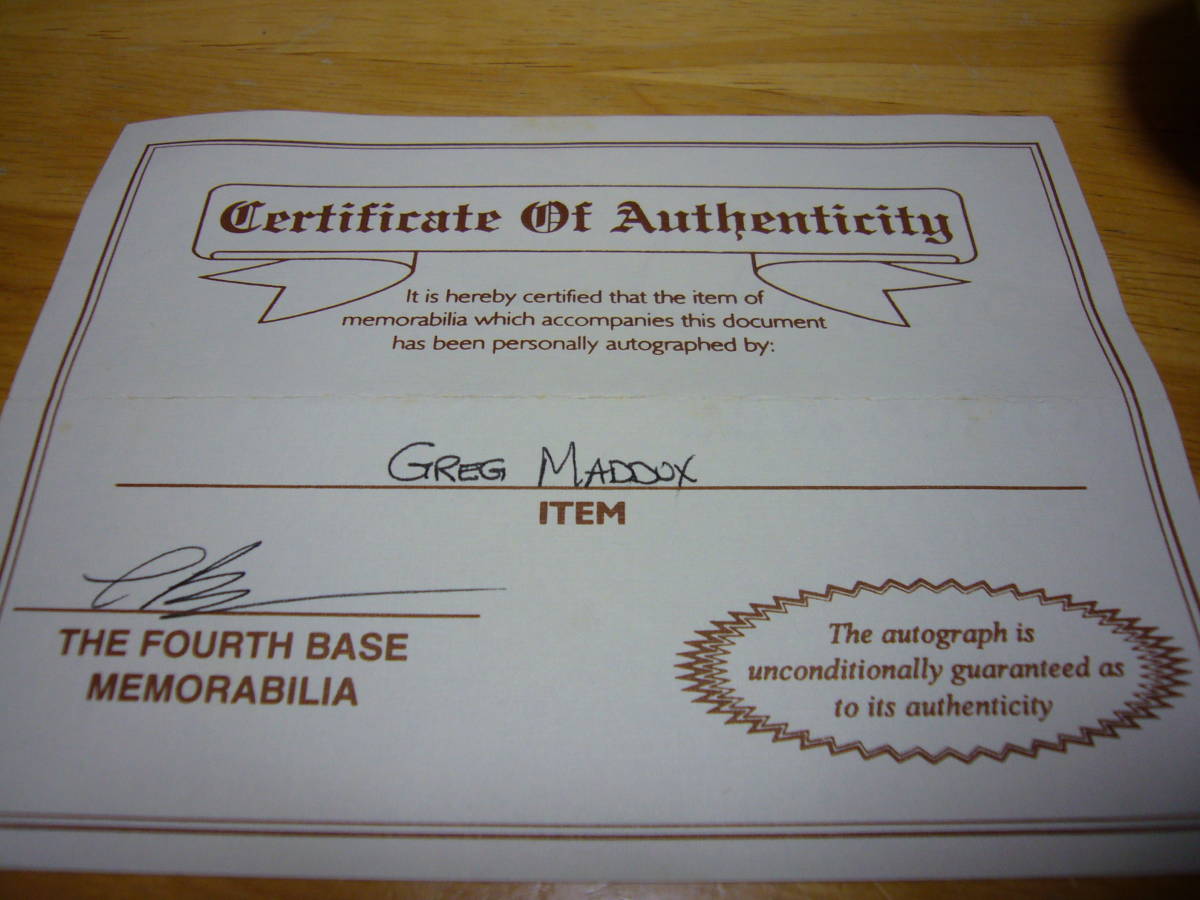 Certificate Of Authenticity
It is hereby certified that the item of
memorabilia which accompanies this document
has been personally autographed by:
GREG MADDUX
ITEM
THE FOURTH BASE
MEMORABILIA
The autograph is
unconditionally guaranteed as
to its authenticity